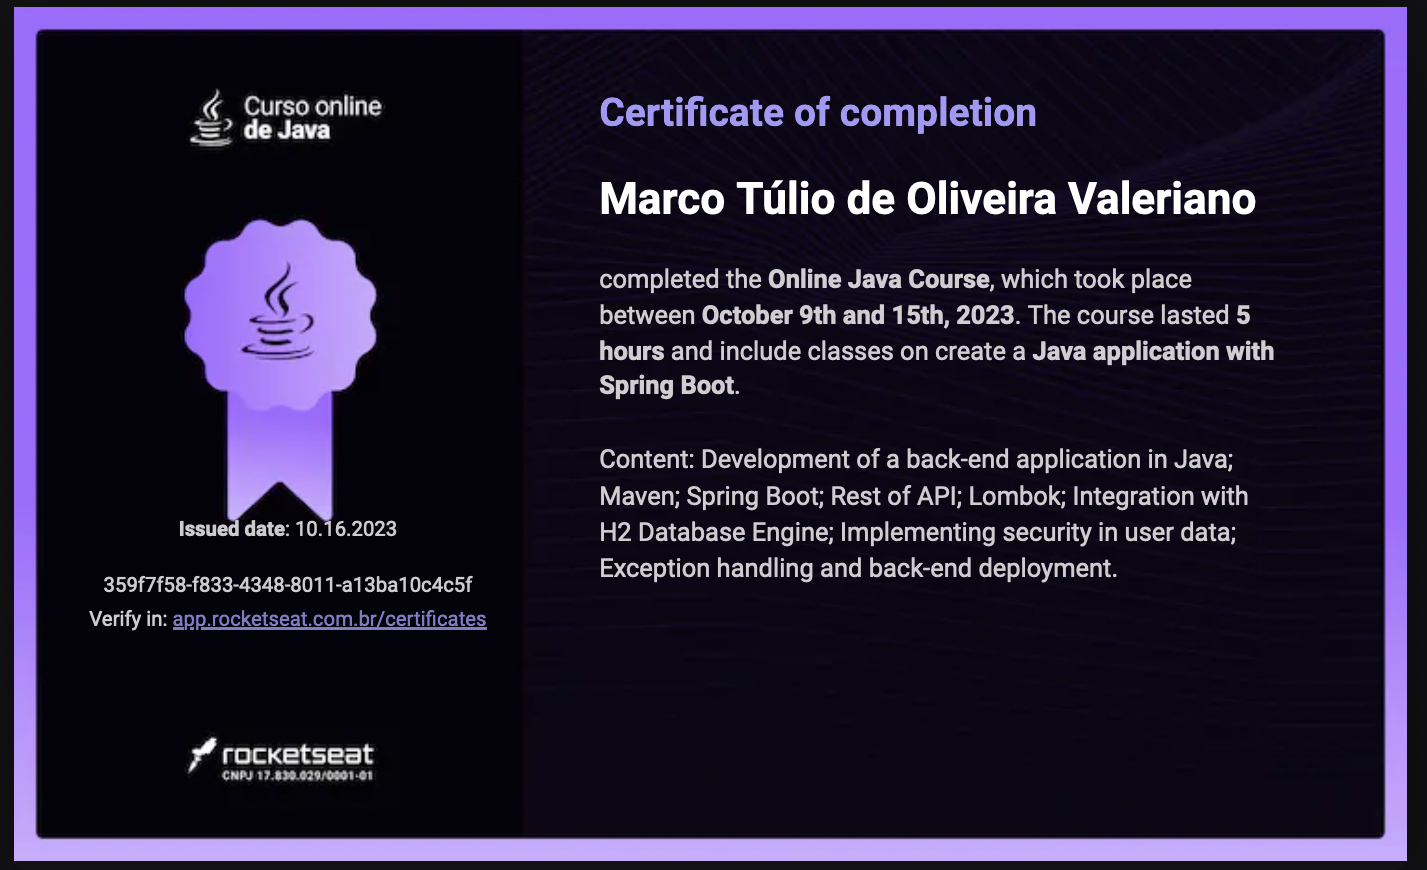 Curso online
de Java
Issued date: 10.16.2023
359f7f58-f833-4348-8011-a13ba10c4c5f
Verify in: app.rocketseat.com.br/certificates
rocketseat
CNPJ 17.830.029/0001-01
Certificate of completion
Marco Túlio de Oliveira Valeriano
completed the Online Java Course, which took place
between October 9th and 15th, 2023. The course lasted 5
hours and include classes on create a Java application with
Spring Boot.
Content: Development of a back-end application in Java;
Maven; Spring Boot; Rest of API; Lombok; Integration with
H2 Database Engine; Implementing security in user data;
Exception handling and back-end deployment.